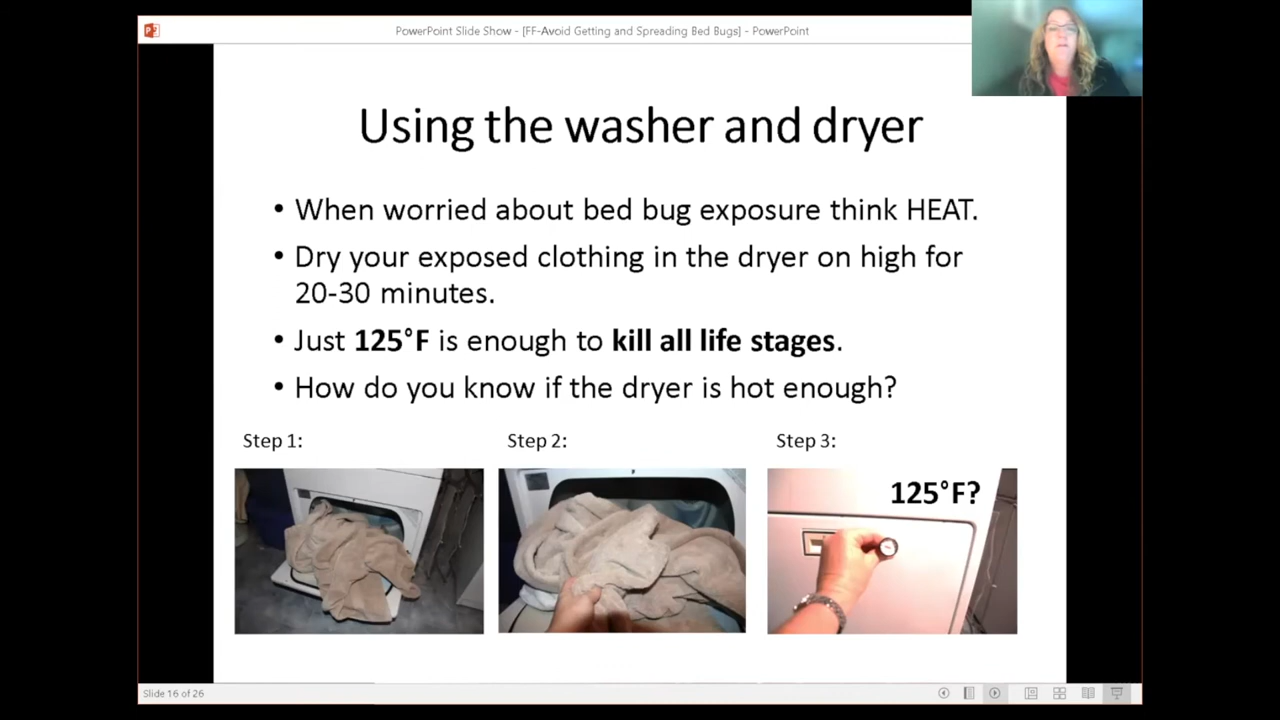 PowerPoint Slide Show - [FF-Avoid Getting and Spreading Bed Bugs] - PowerPoint
Using the washer and dryer
• When worried about bed bug exposure think HEAT.
• Dry your exposed clothing in the dryer on high for
20-30 minutes.
• Just 125°F is enough to kill all life stages.
• How do you know if the dryer is hot enough?
Step 1:
Step 2:
Step 3:
125°F?
Slide 16 of 26